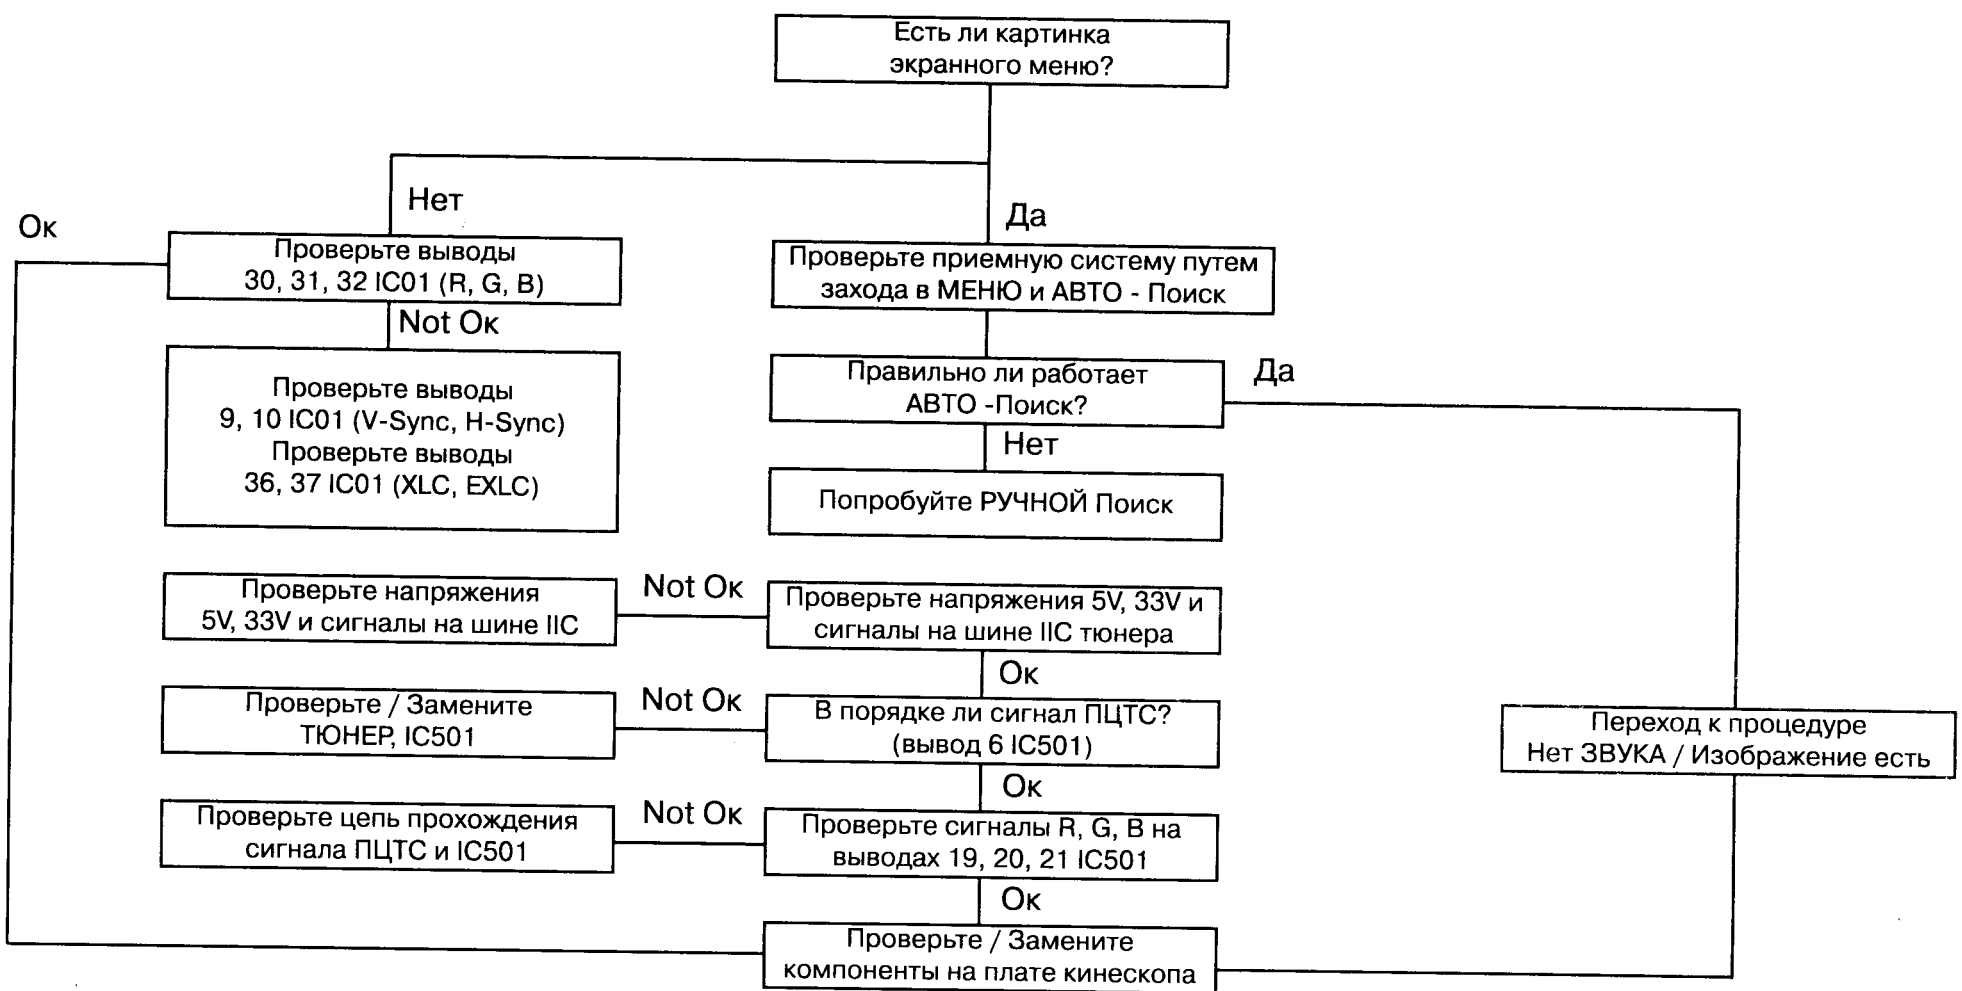 Есть ли картинка
экранного меню?
Нет
Да
Ок
Проверьте выводы
30, 31, 32 IC01 (R, G, B)
Проверьте приемную систему путем
захода в МЕНЮ и АВТО - Поиск
Not Ок
Проверьте выводы
9, 10 IC01 (V-Sync, H-Sync)
Проверьте выводы
36, 37 IC01 (XLC, EXLC)
Правильно ли работает
АВТО -Поиск?
Да
Нет
Попробуйте РУЧНОЙ Поиск
Проверьте напряжения
5V, 33V и сигналы на шине IIC
Not Ок
Проверьте напряжения 5V, 33V и
сигналы на шине IIC тюнера
Ок
Проверьте / Замените
ТЮНЕР, IC501
Not Ок
В порядке ли сигнал ПЦТС?
(вывод 6 IC501)
Переход к процедуре
Нет ЗВУКА / Изображение есть
Ок
Проверьте цепь прохождения
сигнала ПЦТС и IC501
Not Ок
Проверьте сигналы R, G, B на
выводах 19, 20, 21 IC501
Ок
Проверьте / Замените
компоненты на плате кинескопа